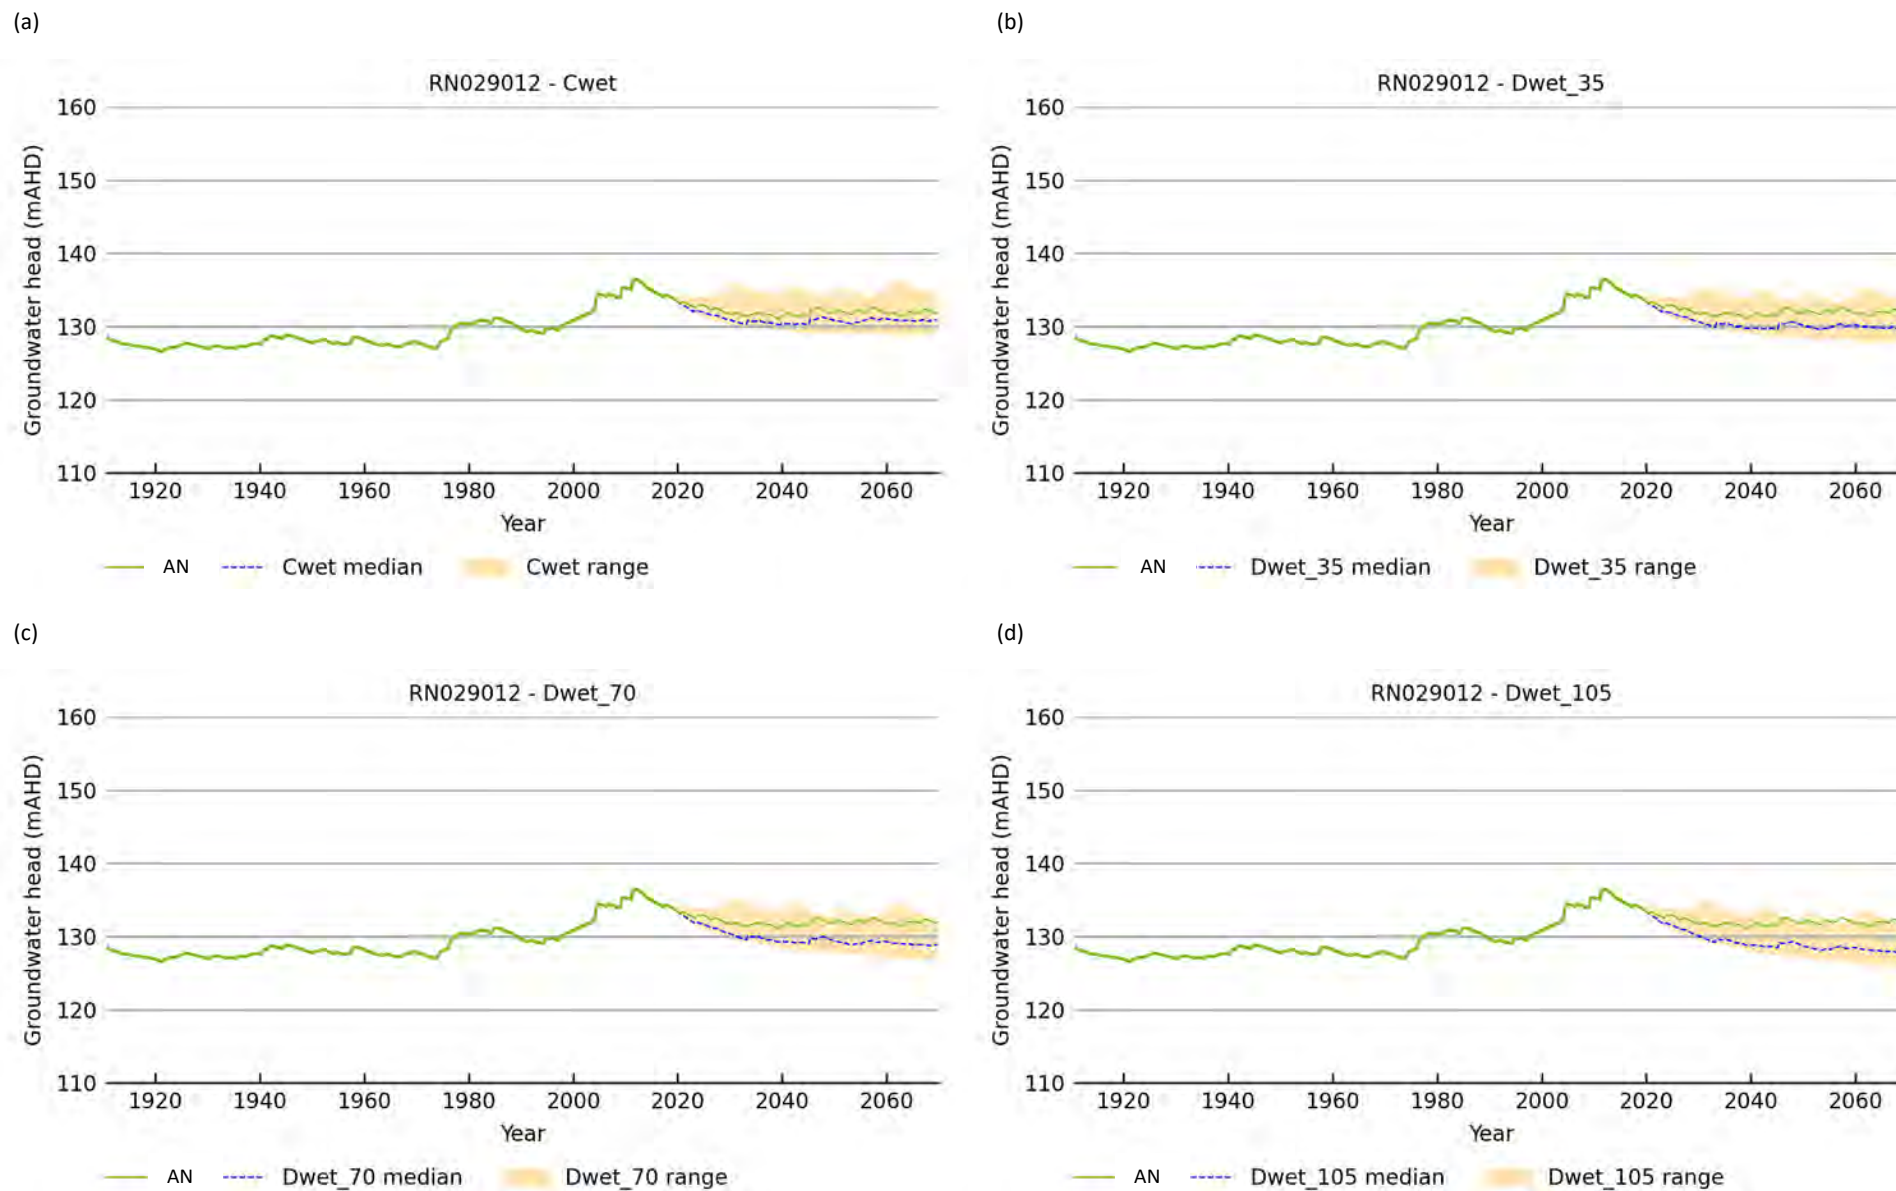 (a)
RN029012 - Cwet
160
150
140
130
120
110
Groundwater head (mAHD)
1920 1940 1960 1980 2000 2020 2040 2060
Year
AN Cwet median Cwet range
(b)
RN029012 - Dwet_35
160
150
140
130
120
110
Groundwater head (mAHD)
1920 1940 1960 1980 2000 2020 2040 2060
Year
AN Dwet_35 median Dwet_35 range
(c)
RN029012 - Dwet_70
160
150
140
130
120
110
Groundwater head (mAHD)
1920 1940 1960 1980 2000 2020 2040 2060
Year
AN Dwet_70 median Dwet_70 range
(d)
RN029012 - Dwet_105
160
150
140
130
120
110
Groundwater head (mAHD)
1920 1940 1960 1980 2000 2020 2040 2060
Year
AN Dwet_105 median Dwet_105 range